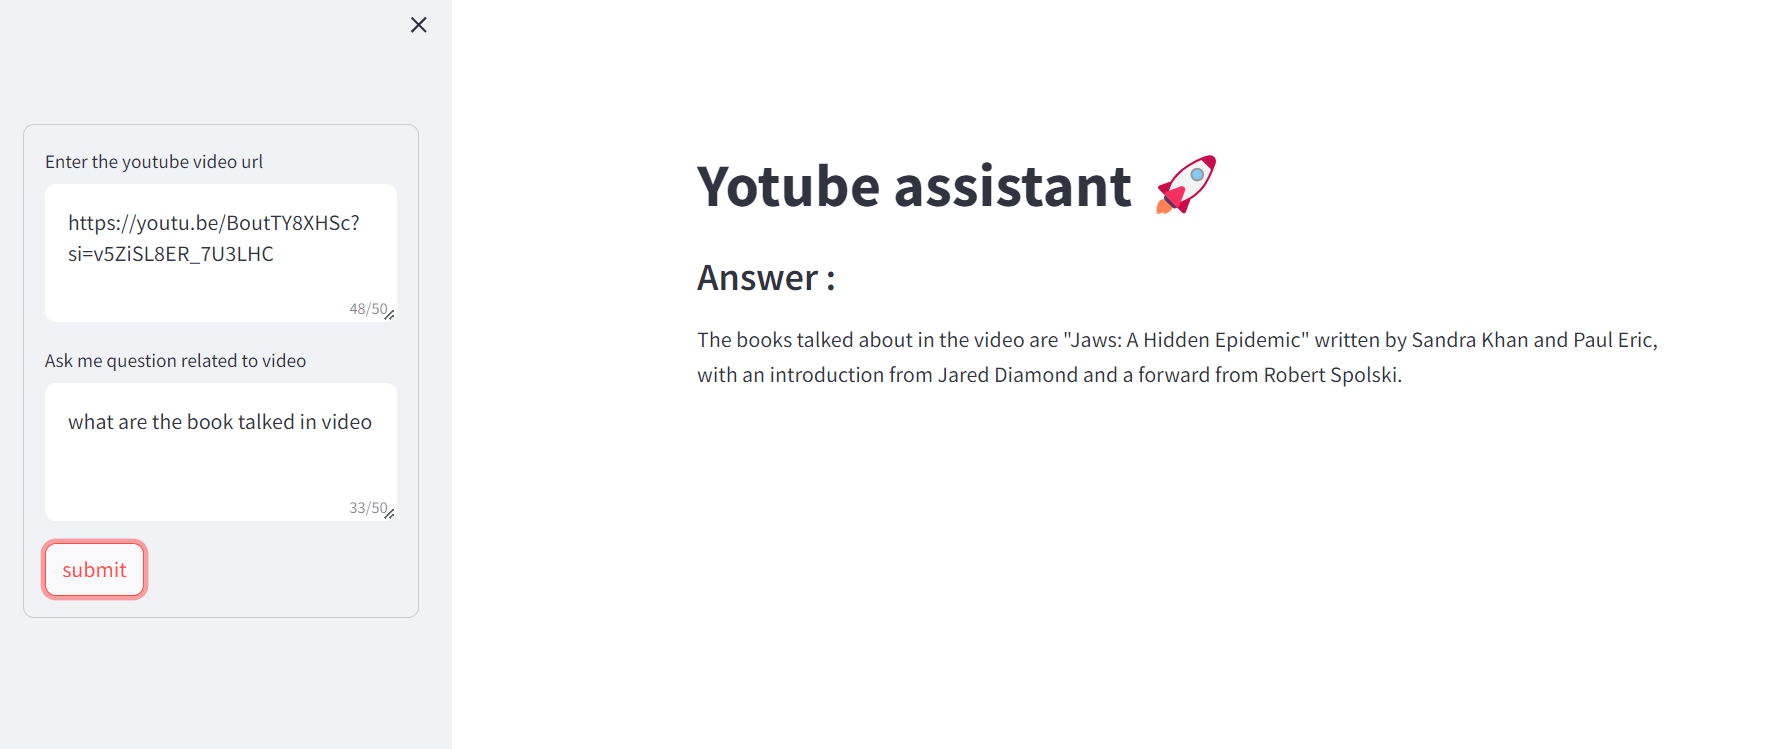 Enter the youtube video url
https://youtu.be/BoutTY8XHSc?
si=v5ZiSL8ER_7U3LHC
48/50
Ask me question related to video
what are the book talked in video
33/50
submit
Yotube assistant
Answer :
The books talked about in the video are "Jaws: A Hidden Epidemic" written by Sandra Khan and Paul Eric,
with an introduction from Jared Diamond and a forward from Robert Spolski.